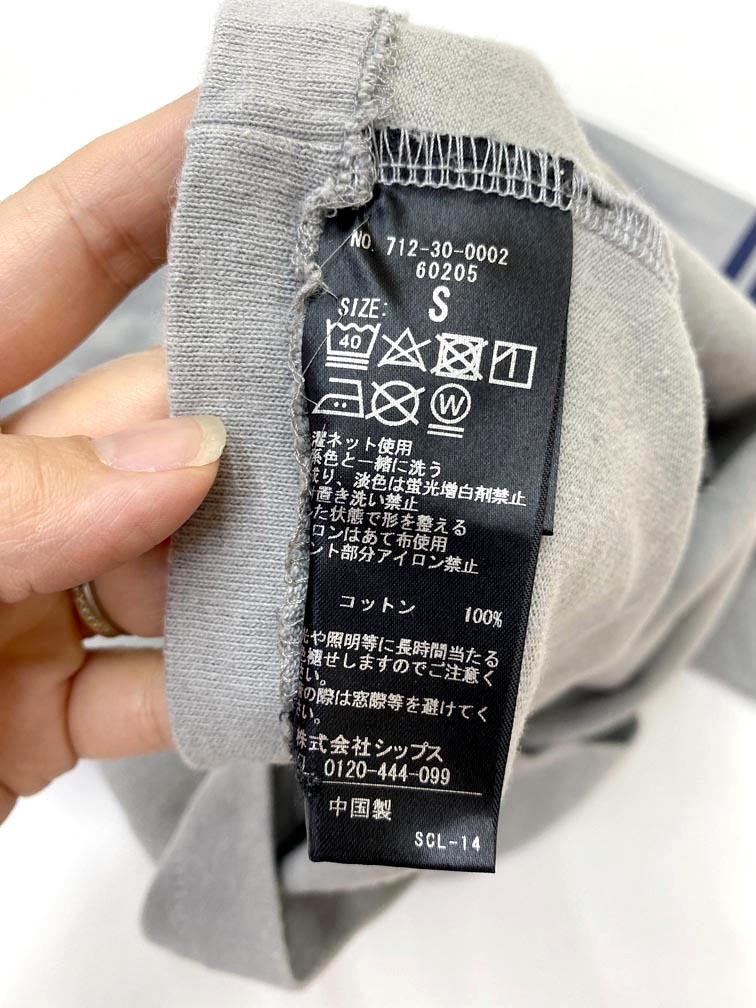 No. 712-30-0002
60205
SIZE: S
40
W
濯ネット使用
系色と一緒に洗う
淡色は蛍光増白剤禁止
置き洗い禁止
た状態で形を整える
ロンはあて布使用
ント部分アイロン禁止
コットン 100%
や照明等に長時間当たる
褪せしますのでご注意く
い。
の際は窓際等を避けてく
い。
株式会社シップス
0120-444-099
中国製
SCL-14